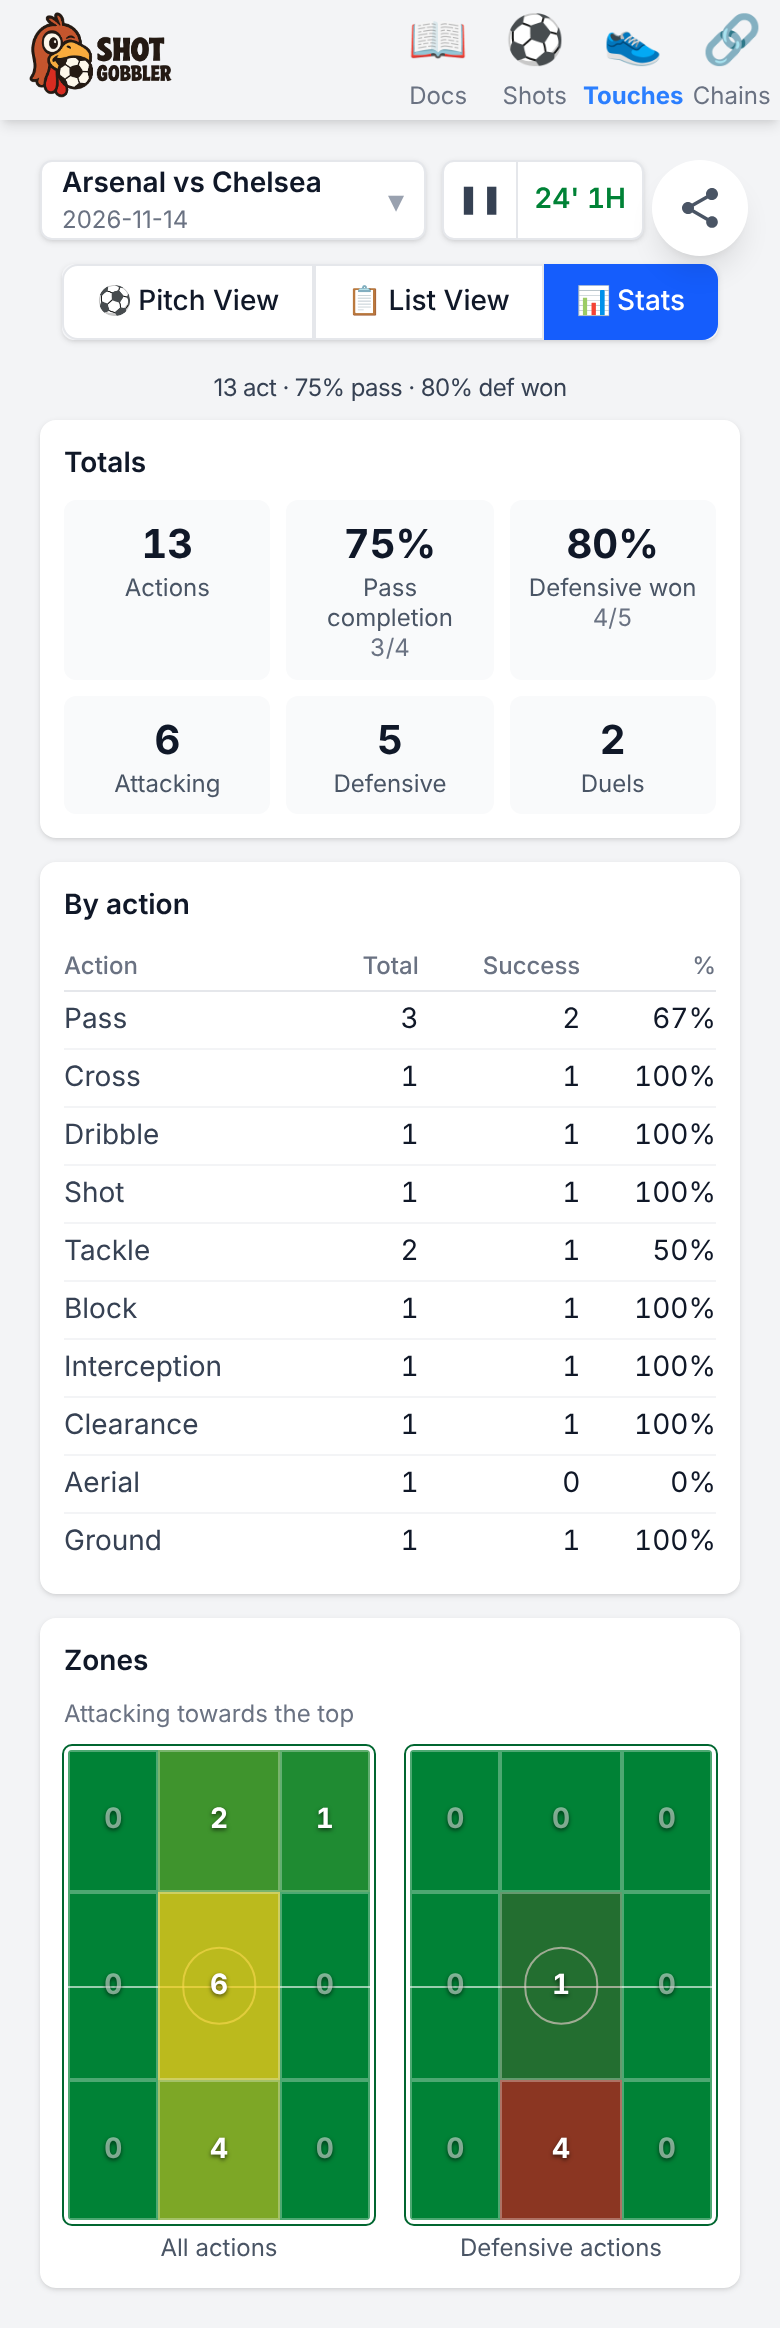 SHOT
GOBBLER
Docs
Shots
Touches
Chains
Arsenal vs Chelsea
2026-11-14
24' 1H
Pitch View
List View
Stats
13 act · 75% pass · 80% def won
Totals
13
Actions
75%
Pass
completion
3/4
80%
Defensive won
4/5
6
Attacking
5
Defensive
2
Duels
By action
Action Total Success %
Pass 3 2 67%
Cross 1 1 100%
Dribble 1 1 100%
Shot 1 1 100%
Tackle 2 1 50%
Block 1 1 100%
Interception 1 1 100%
Clearance 1 1 100%
Aerial 1 0 0%
Ground 1 1 100%
Zones
Attacking towards the top
0 2 1
0 6 0
0 4 0
All actions
0 0 0
0 1 0
0 4 0
Defensive actions